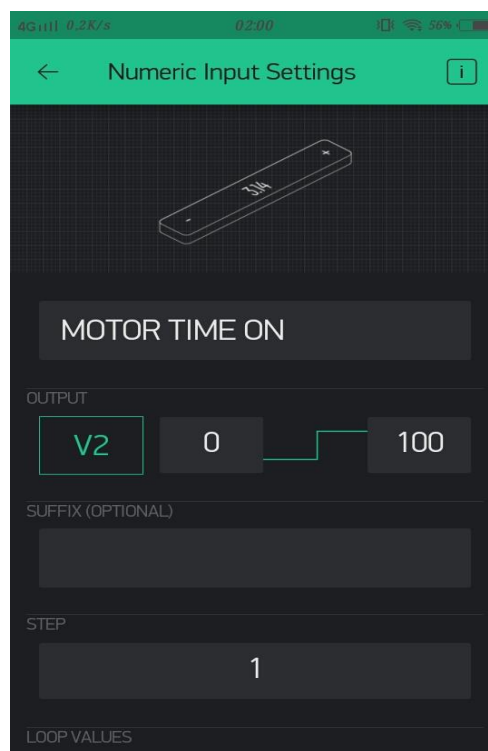 4G 0.2K/s 02:00 56%
Numeric Input Settings i
- 3.14 +
MOTOR TIME ON
OUTPUT
V2 0 100
SUFFIX (OPTIONAL)
STEP
1
LOOP VALUES